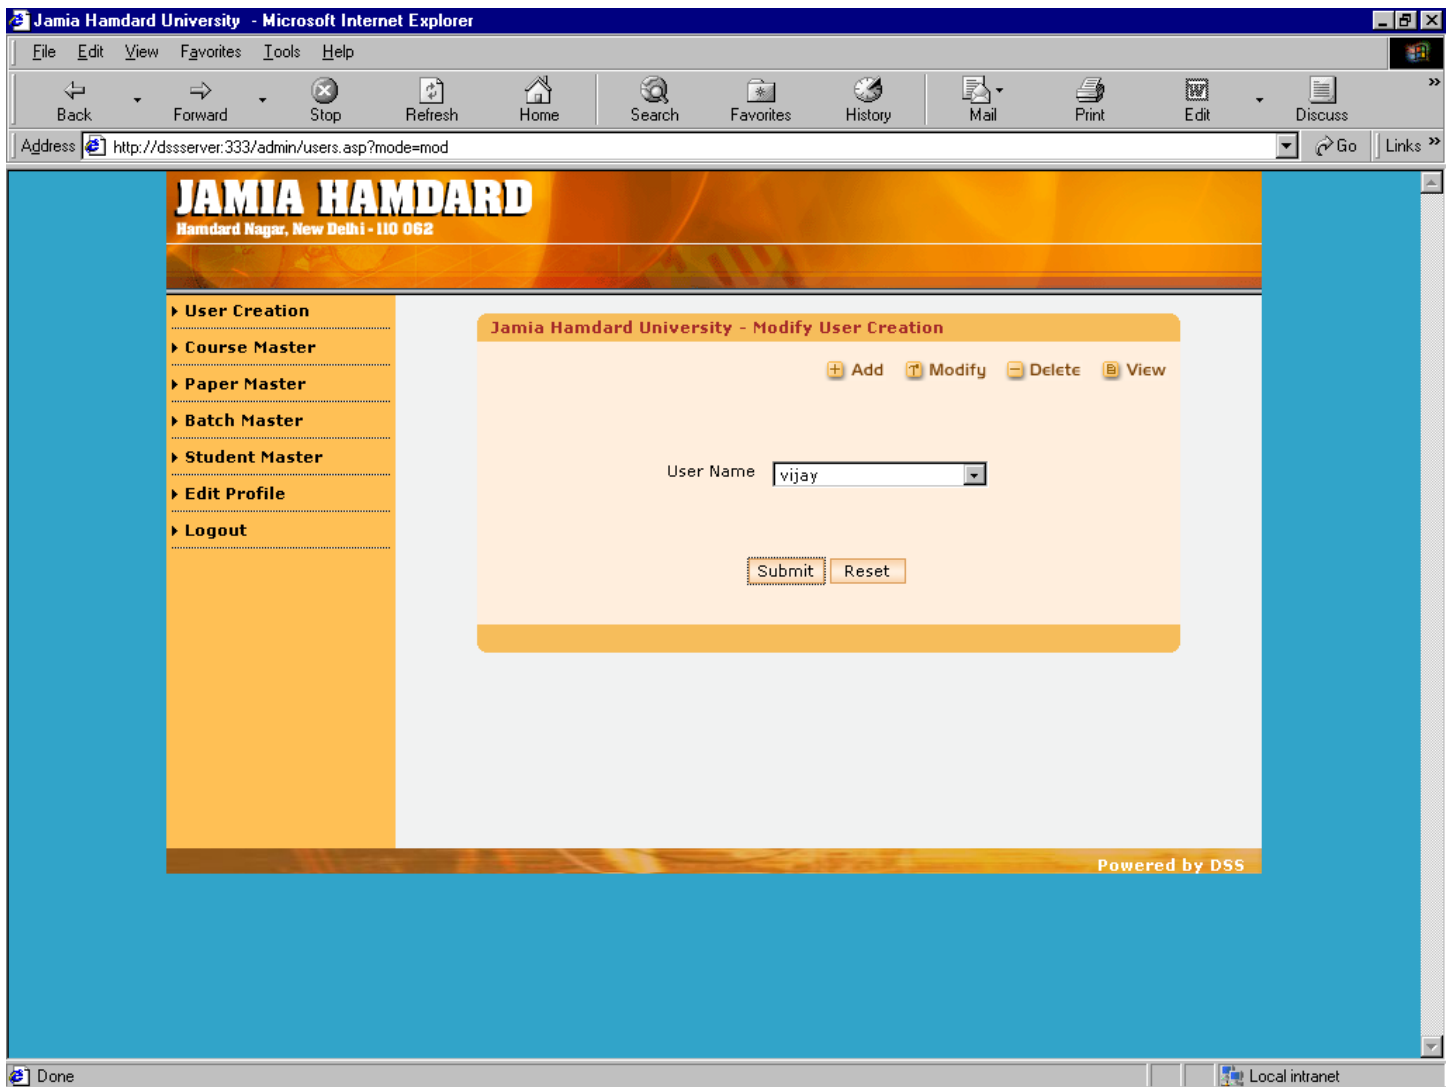 Jamia Hamdard University - Microsoft Internet Explorer
File Edit View Favorites Tools Help
Back Forward Stop Refresh Home Search Favorites History Mail Print Edit Discuss »
Address http://dssserver:333/admin/users.asp?mode=mod Go Links »
JAMIA HAMDARD
Hamdard Nagar, New Delhi - 110 062
User Creation
Course Master
Paper Master
Batch Master
Student Master
Edit Profile
Logout
Jamia Hamdard University - Modify User Creation
Add Modify Delete View
User Name vijay
Submit Reset
Powered by DSS
Done Local intranet